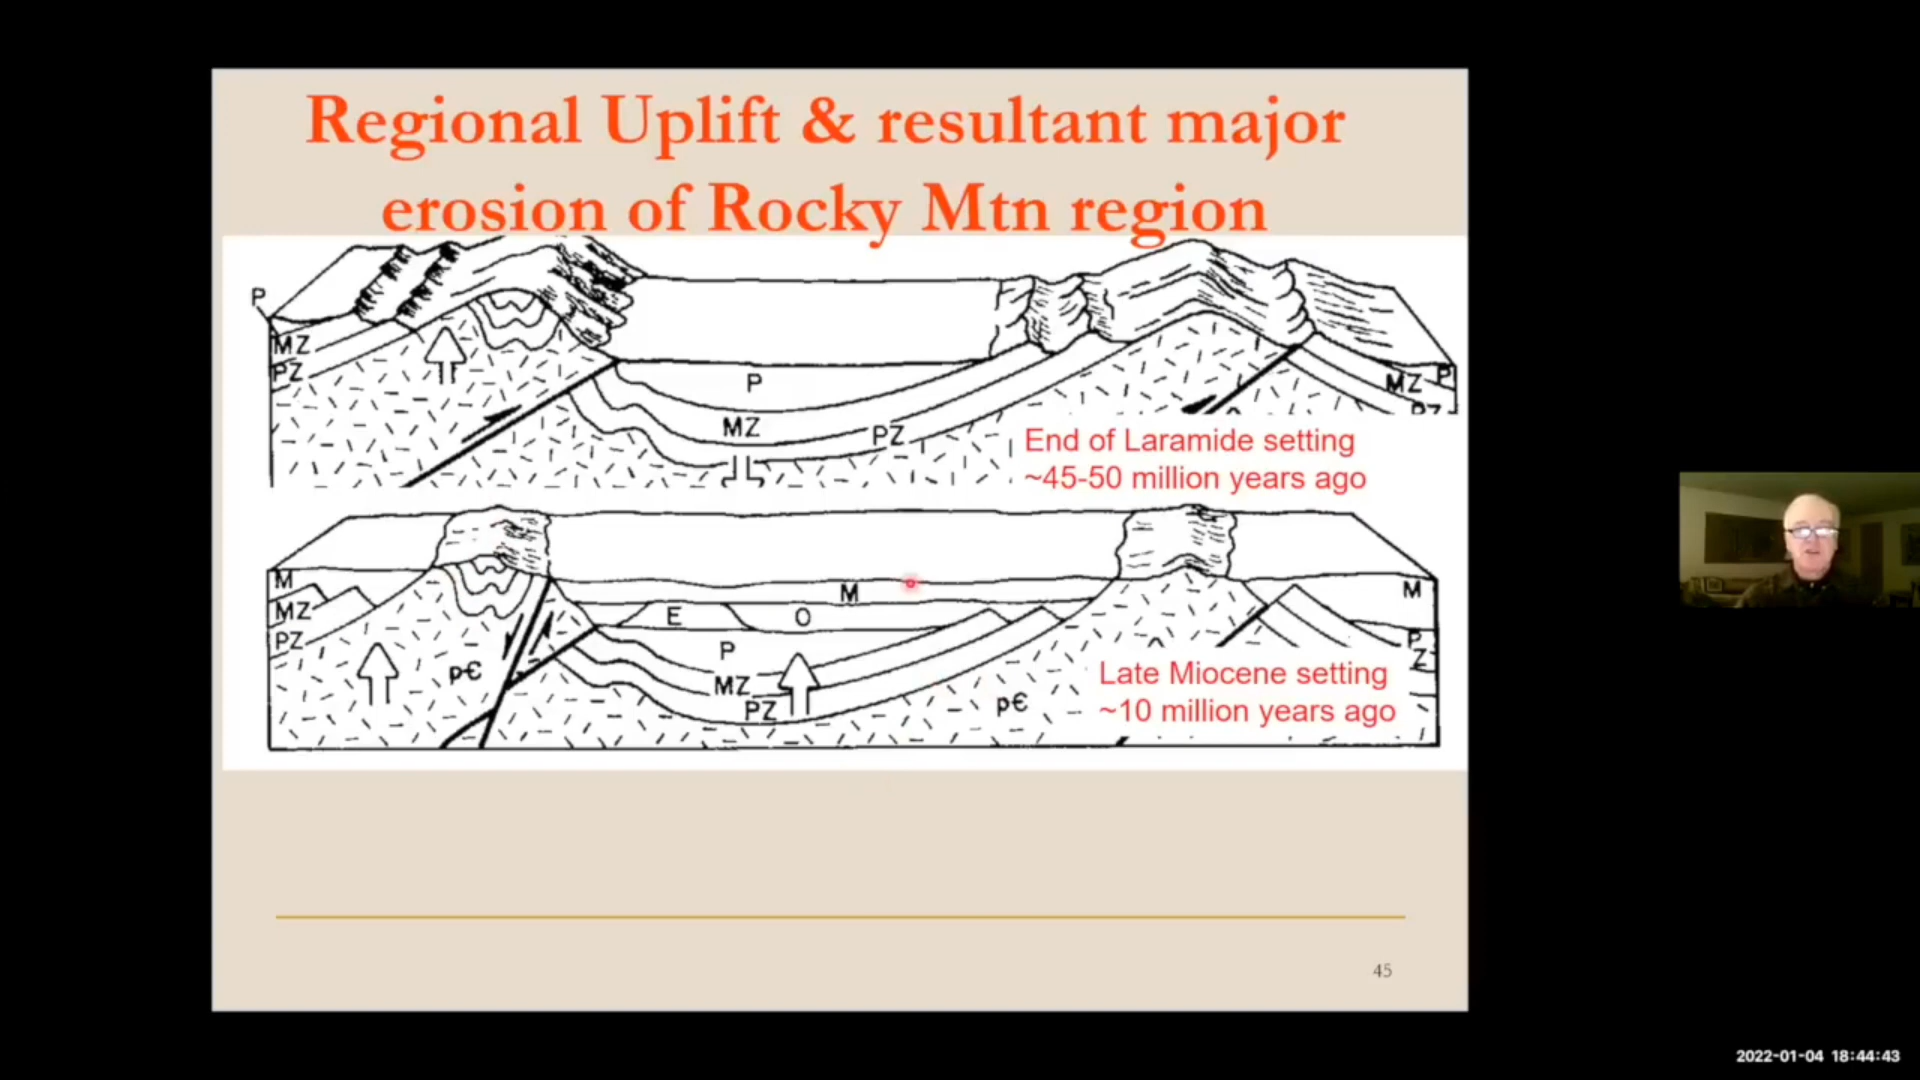 Regional Uplift & resultant major
erosion of Rocky Mtn region
P
MZ
PZ
P
MZ
PZ
MZ P
PZ
End of Laramide setting
~45-50 million years ago
M
MZ
PZ
p€
M
E O
P
MZ
PZ
p€
M
P
Z
Late Miocene setting
~10 million years ago
45
2022-01-04 18:44:43